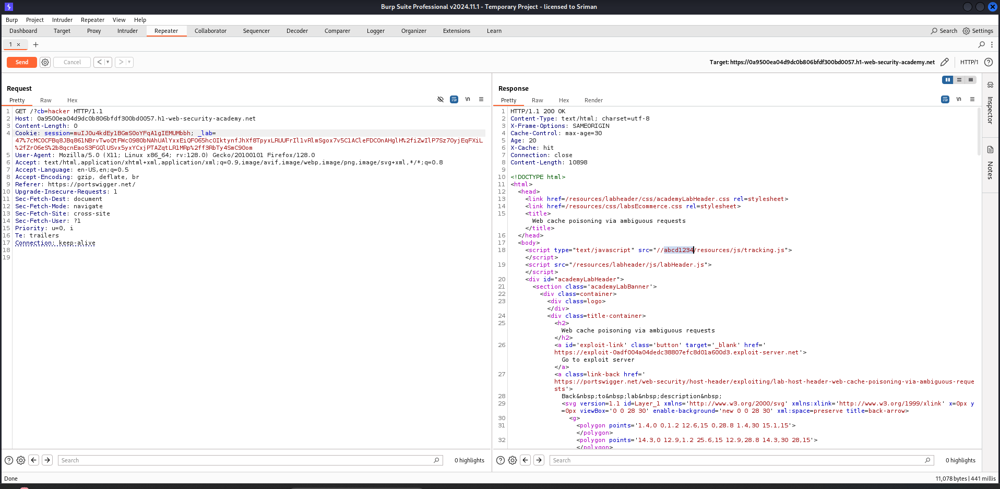 Burp Suite Professional v2024.11.1 - Temporary Project - licensed to Sriman
Burp Project Intruder Repeater View Help
Dashboard Target Proxy Intruder Repeater Collaborator Sequencer Decoder Comparer Logger Organizer Extensions Learn Search Settings
1 × +
Send Cancel < > Target: https://0a9500ea04d9dc0b806bfdf300bd0057.h1-web-security-academy.net HTTP/1
Request
Pretty Raw Hex \n
1 GET /?cb=hacker HTTP/1.1
2 Host: 0a9500ea04d9dc0b806bfdf300bd0057.h1-web-security-academy.net
3 Content-Length: 0
4 Cookie: session=muIJ0u4kdEy1BGmS0oYFqA1gIEMUMbbh; _lab=
5 User-Agent: Mozilla/5.0 (X11; Linux x86_64; rv:128.0) Gecko/20100101 Firefox/128.0
6 Accept: text/html,application/xhtml+xml,application/xml;q=0.9,image/avif,image/webp,image/png,image/svg+xml,*/*;q=0.8
7 Accept-Language: en-US,en;q=0.5
8 Accept-Encoding: gzip, deflate, br
9 Referer: https://portswigger.net/
10 Upgrade-Insecure-Requests: 1
11 Sec-Fetch-Dest: document
12 Sec-Fetch-Mode: navigate
13 Sec-Fetch-Site: cross-site
14 Sec-Fetch-User: ?1
15 Priority: u=0, i
16 Te: trailers
17 Connection: keep-alive
18
19
Search 0 highlights
Response
Pretty Raw Hex Render \n
1 HTTP/1.1 200 OK
2 Content-Type: text/html; charset=utf-8
3 X-Frame-Options: SAMEORIGIN
4 Cache-Control: max-age=30
5 Age: 20
6 X-Cache: hit
7 Connection: close
8 Content-Length: 10898
9
10 <!DOCTYPE html>
11 <html>
12 <head>
13 <link href=/resources/labheader/css/academyLabHeader.css rel=stylesheet>
14 <link href=/resources/css/labsEcommerce.css rel=stylesheet>
15 <title>
Web cache poisoning via ambiguous requests
</title>
16 </head>
17 <body>
18 <script type="text/javascript" src="//abcd1234/resources/js/tracking.js">
</script>
19 <script src="/resources/labheader/js/labHeader.js">
</script>
20 <div id="academyLabHeader">
21 <section class='academyLabBanner'>
22 <div class=container>
23 <div class=logo>
</div>
24 <div class=title-container>
25 <h2>
Web cache poisoning via ambiguous requests
</h2>
26 <a id='exploit-link' class='button' target='_blank' href='
https://exploit-0adf004a04dedc38807efc8d01a600d3.exploit-server.net'>
Go to exploit server
</a>
27 <a class=link-back href='
https://portswigger.net/web-security/host-header/exploiting/lab-host-header-web-cache-poisoning-via-ambiguous-reque
sts'>
28 Back&nbsp;to&nbsp;lab&nbsp;description&nbsp;
29 <svg version=1.1 id=Layer_1 xmlns='http://www.w3.org/2000/svg' xmlns:xlink='http://www.w3.org/1999/xlink' x=0px y
=0px viewBox='0 0 28 30' enable-background='new 0 0 28 30' xml:space=preserve title=back-arrow>
30 <g>
31 <polygon points='1.4,0 0,1.2 12.6,15 0,28.8 1.4,30 15.1,15'>
</polygon>
32 <polygon points='14.3,0 12.9,1.2 25.6,15 12.9,28.8 14.3,30 28,15'>
</polygon>
Search 0 highlights
Inspector
Notes
Done 11,078 bytes | 441 millis